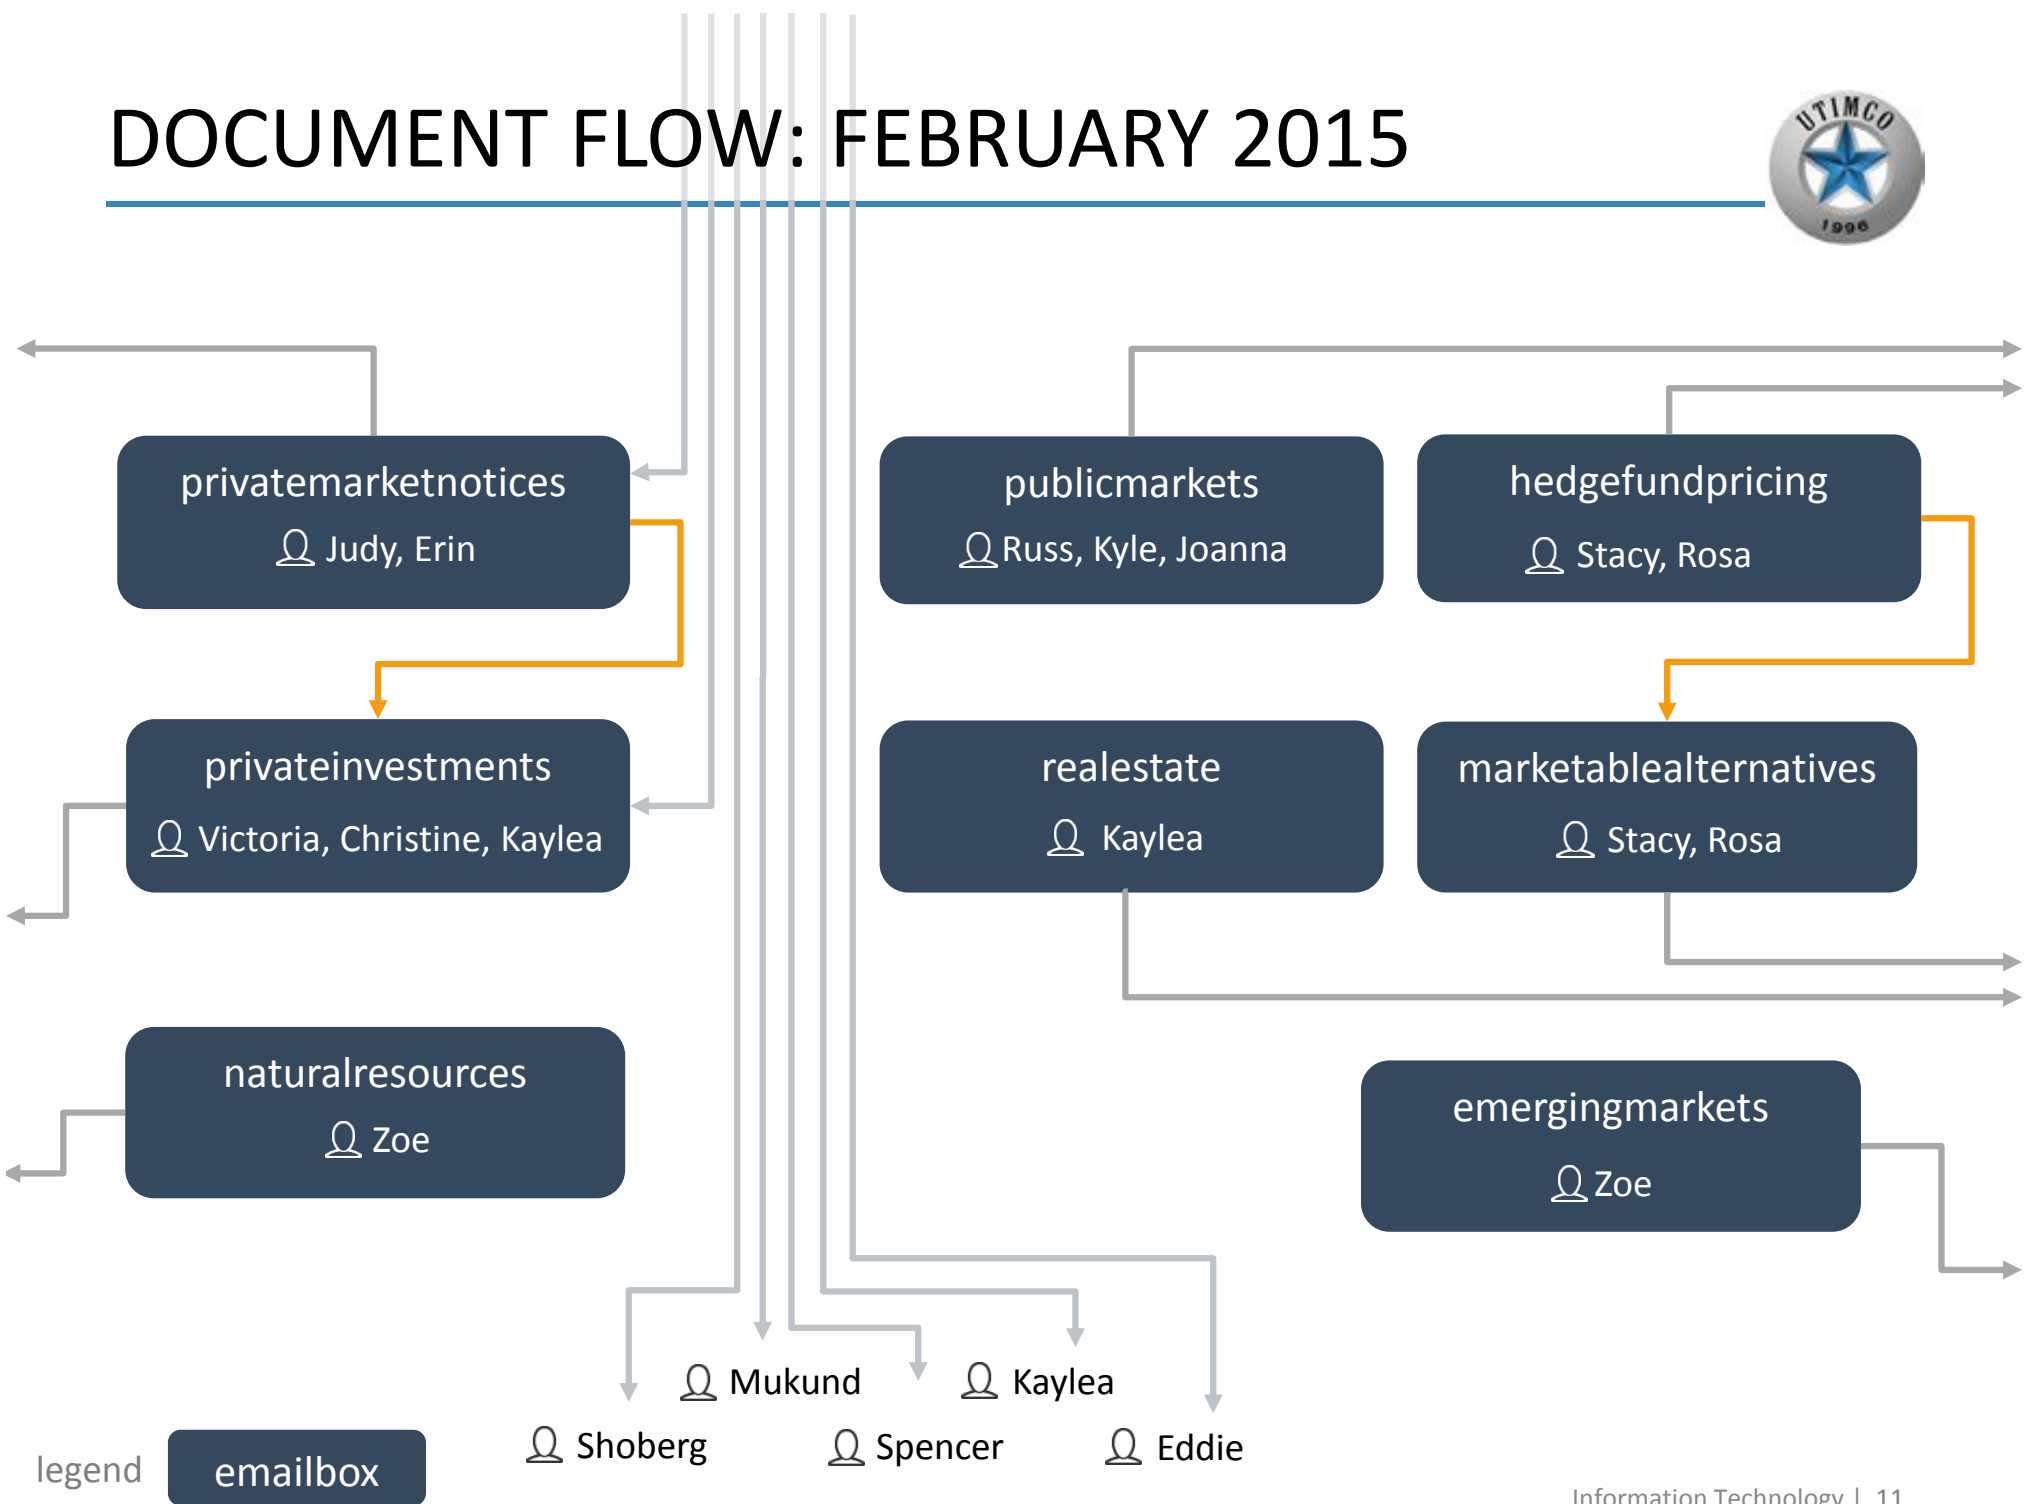 DOCUMENT FLOW: FEBRUARY 2015
UTIMCO
1996
privatemarketnotices
Judy, Erin
publicmarkets
Russ, Kyle, Joanna
hedgefundpricing
Stacy, Rosa
privateinvestments
Victoria, Christine, Kaylea
realestate
Kaylea
marketablealternatives
Stacy, Rosa
naturalresources
Zoe
emergingmarkets
Zoe
Mukund
Kaylea
Shoberg
Spencer
Eddie
legend
emailbox
Information Technology | 11